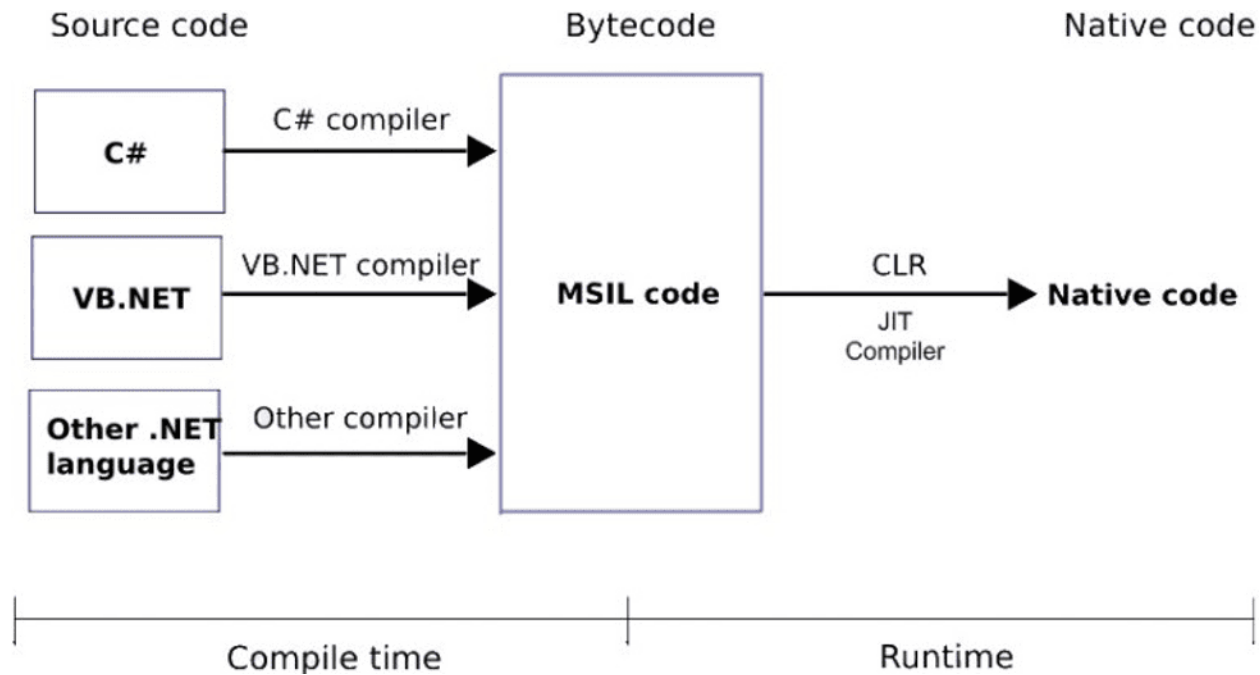 Source code
Bytecode
Native code
C#
C# compiler
VB.NET
VB.NET compiler
MSIL code
CLR
JIT
Compiler
Native code
Other .NET
language
Other compiler
Compile time
Runtime